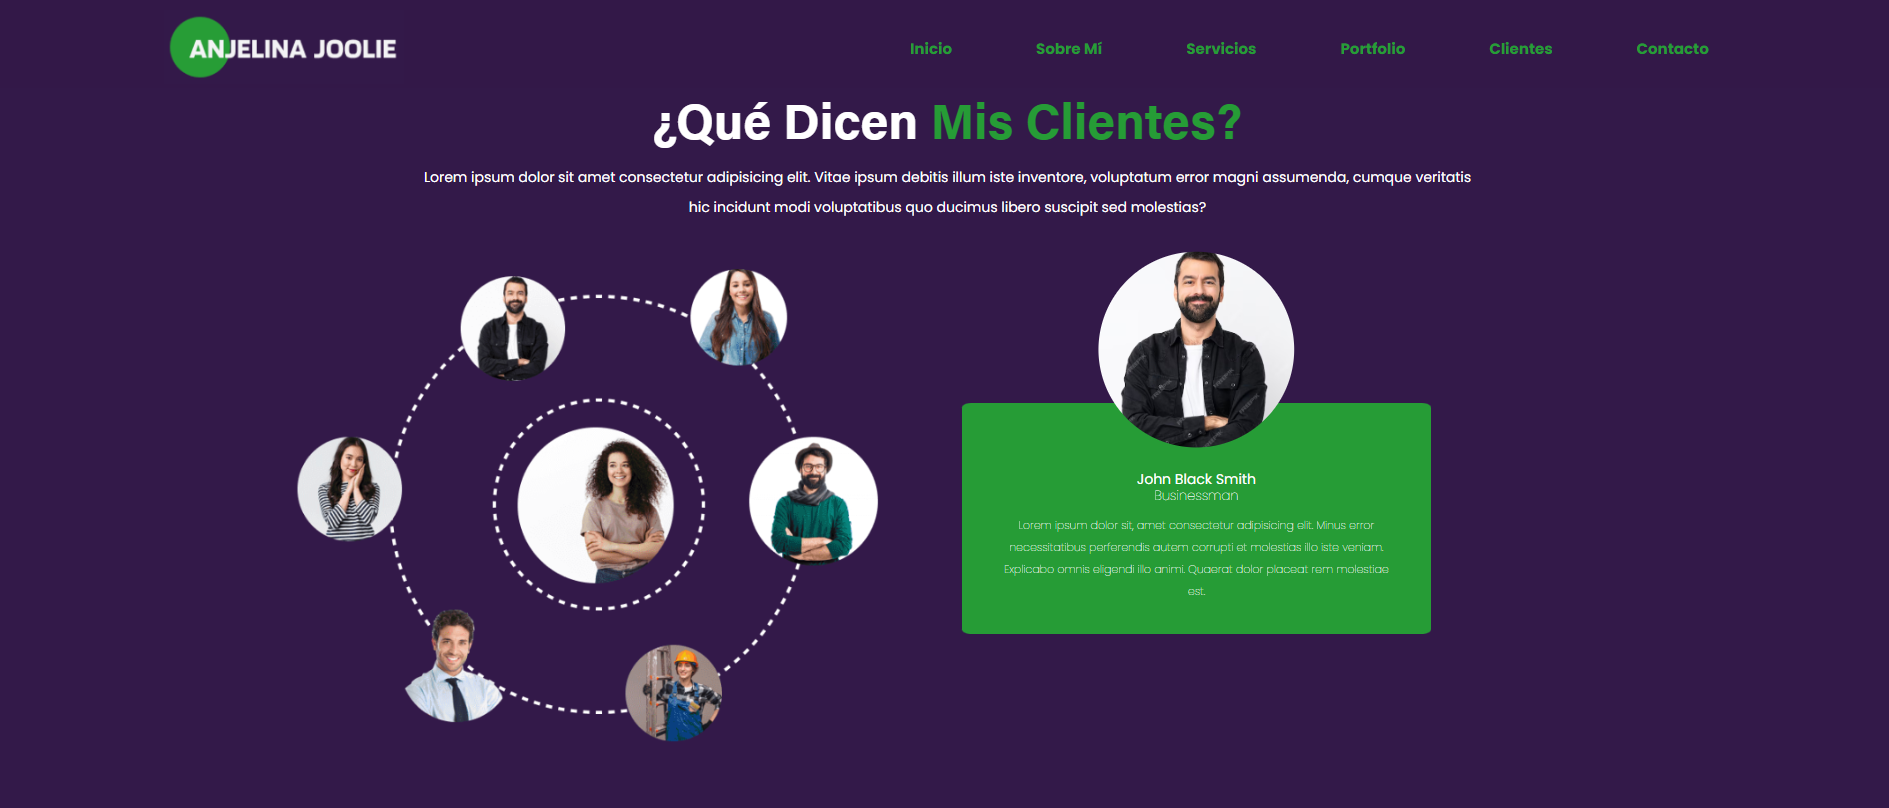 ANJELINA JOOLIE
Inicio Sobre Mí Servicios Portfolio Clientes Contacto
¿Qué Dicen Mis Clientes?
Lorem ipsum dolor sit amet consectetur adipisicing elit. Vitae ipsum debitis illum iste inventore, voluptatum error magni assumenda, cumque veritatis
hic incidunt modi voluptatibus quo ducimus libero suscipit sed molestias?
John Black Smith
Businessman
Lorem ipsum dolor sit, amet consectetur adipisicing elit. Minus error
necessitatibus perferendis autem corrupti et molestias illo iste veniam.
Explicabo omnis eligendi illo animi. Quaerat dolor placeat rem molestiae
est.